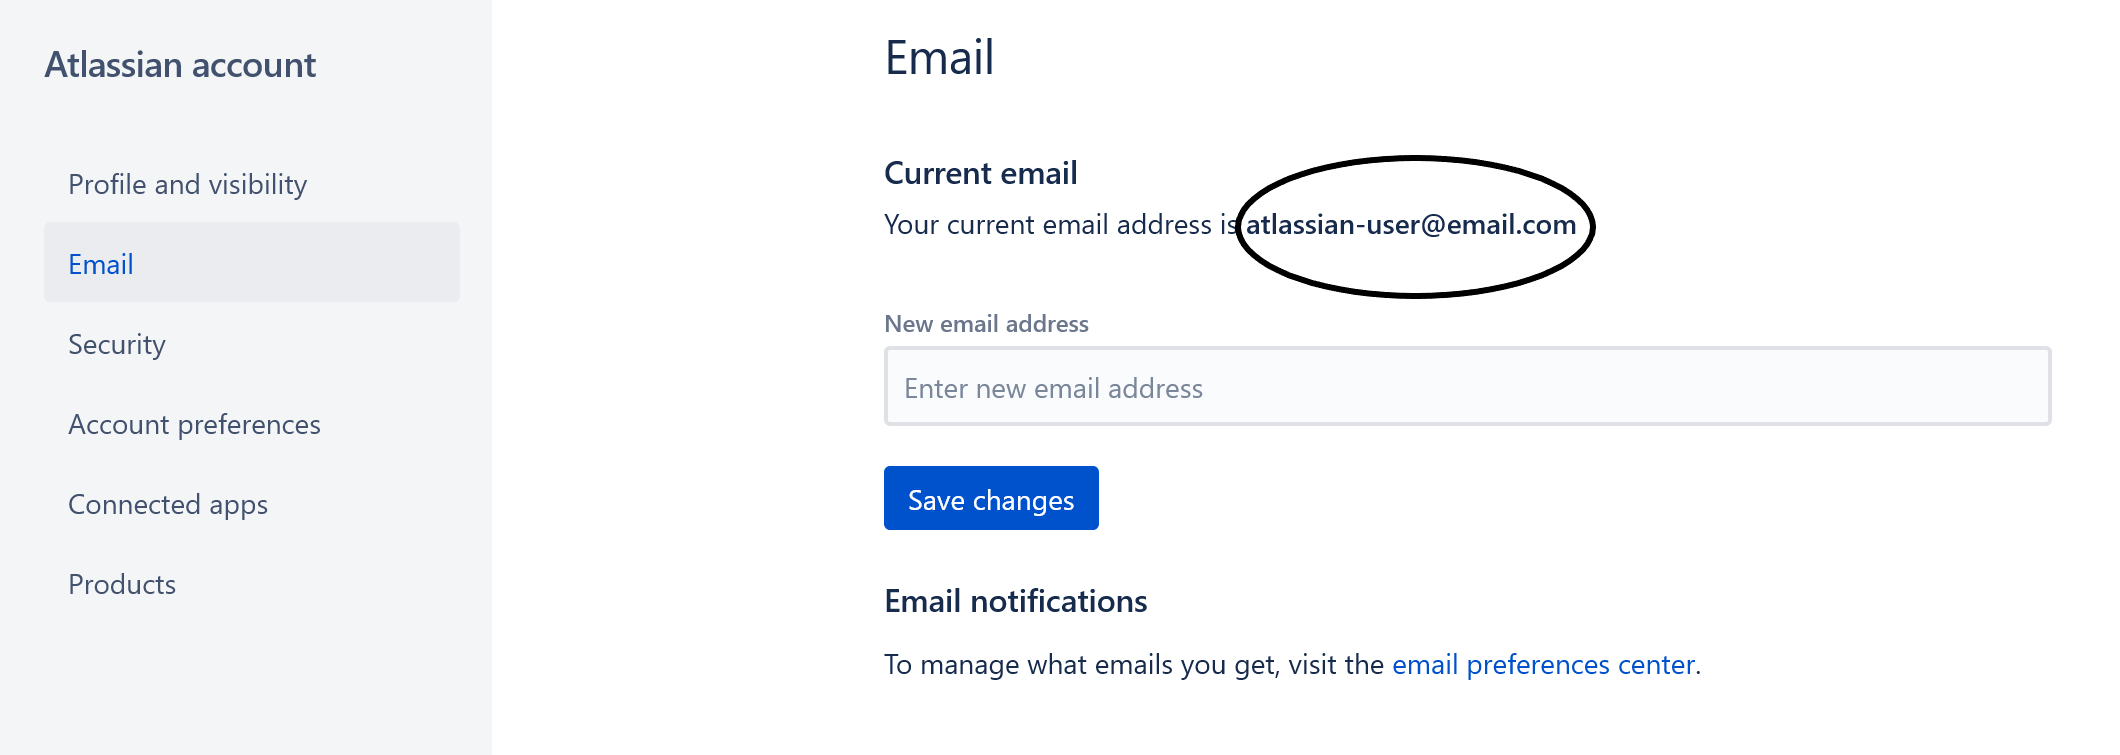 Atlassian account
Profile and visibility
Email
Security
Account preferences
Connected apps
Products
Email
Current email
Your current email address is atlassian-user@email.com
New email address
Enter new email address
Save changes
Email notifications
To manage what emails you get, visit the email preferences center.